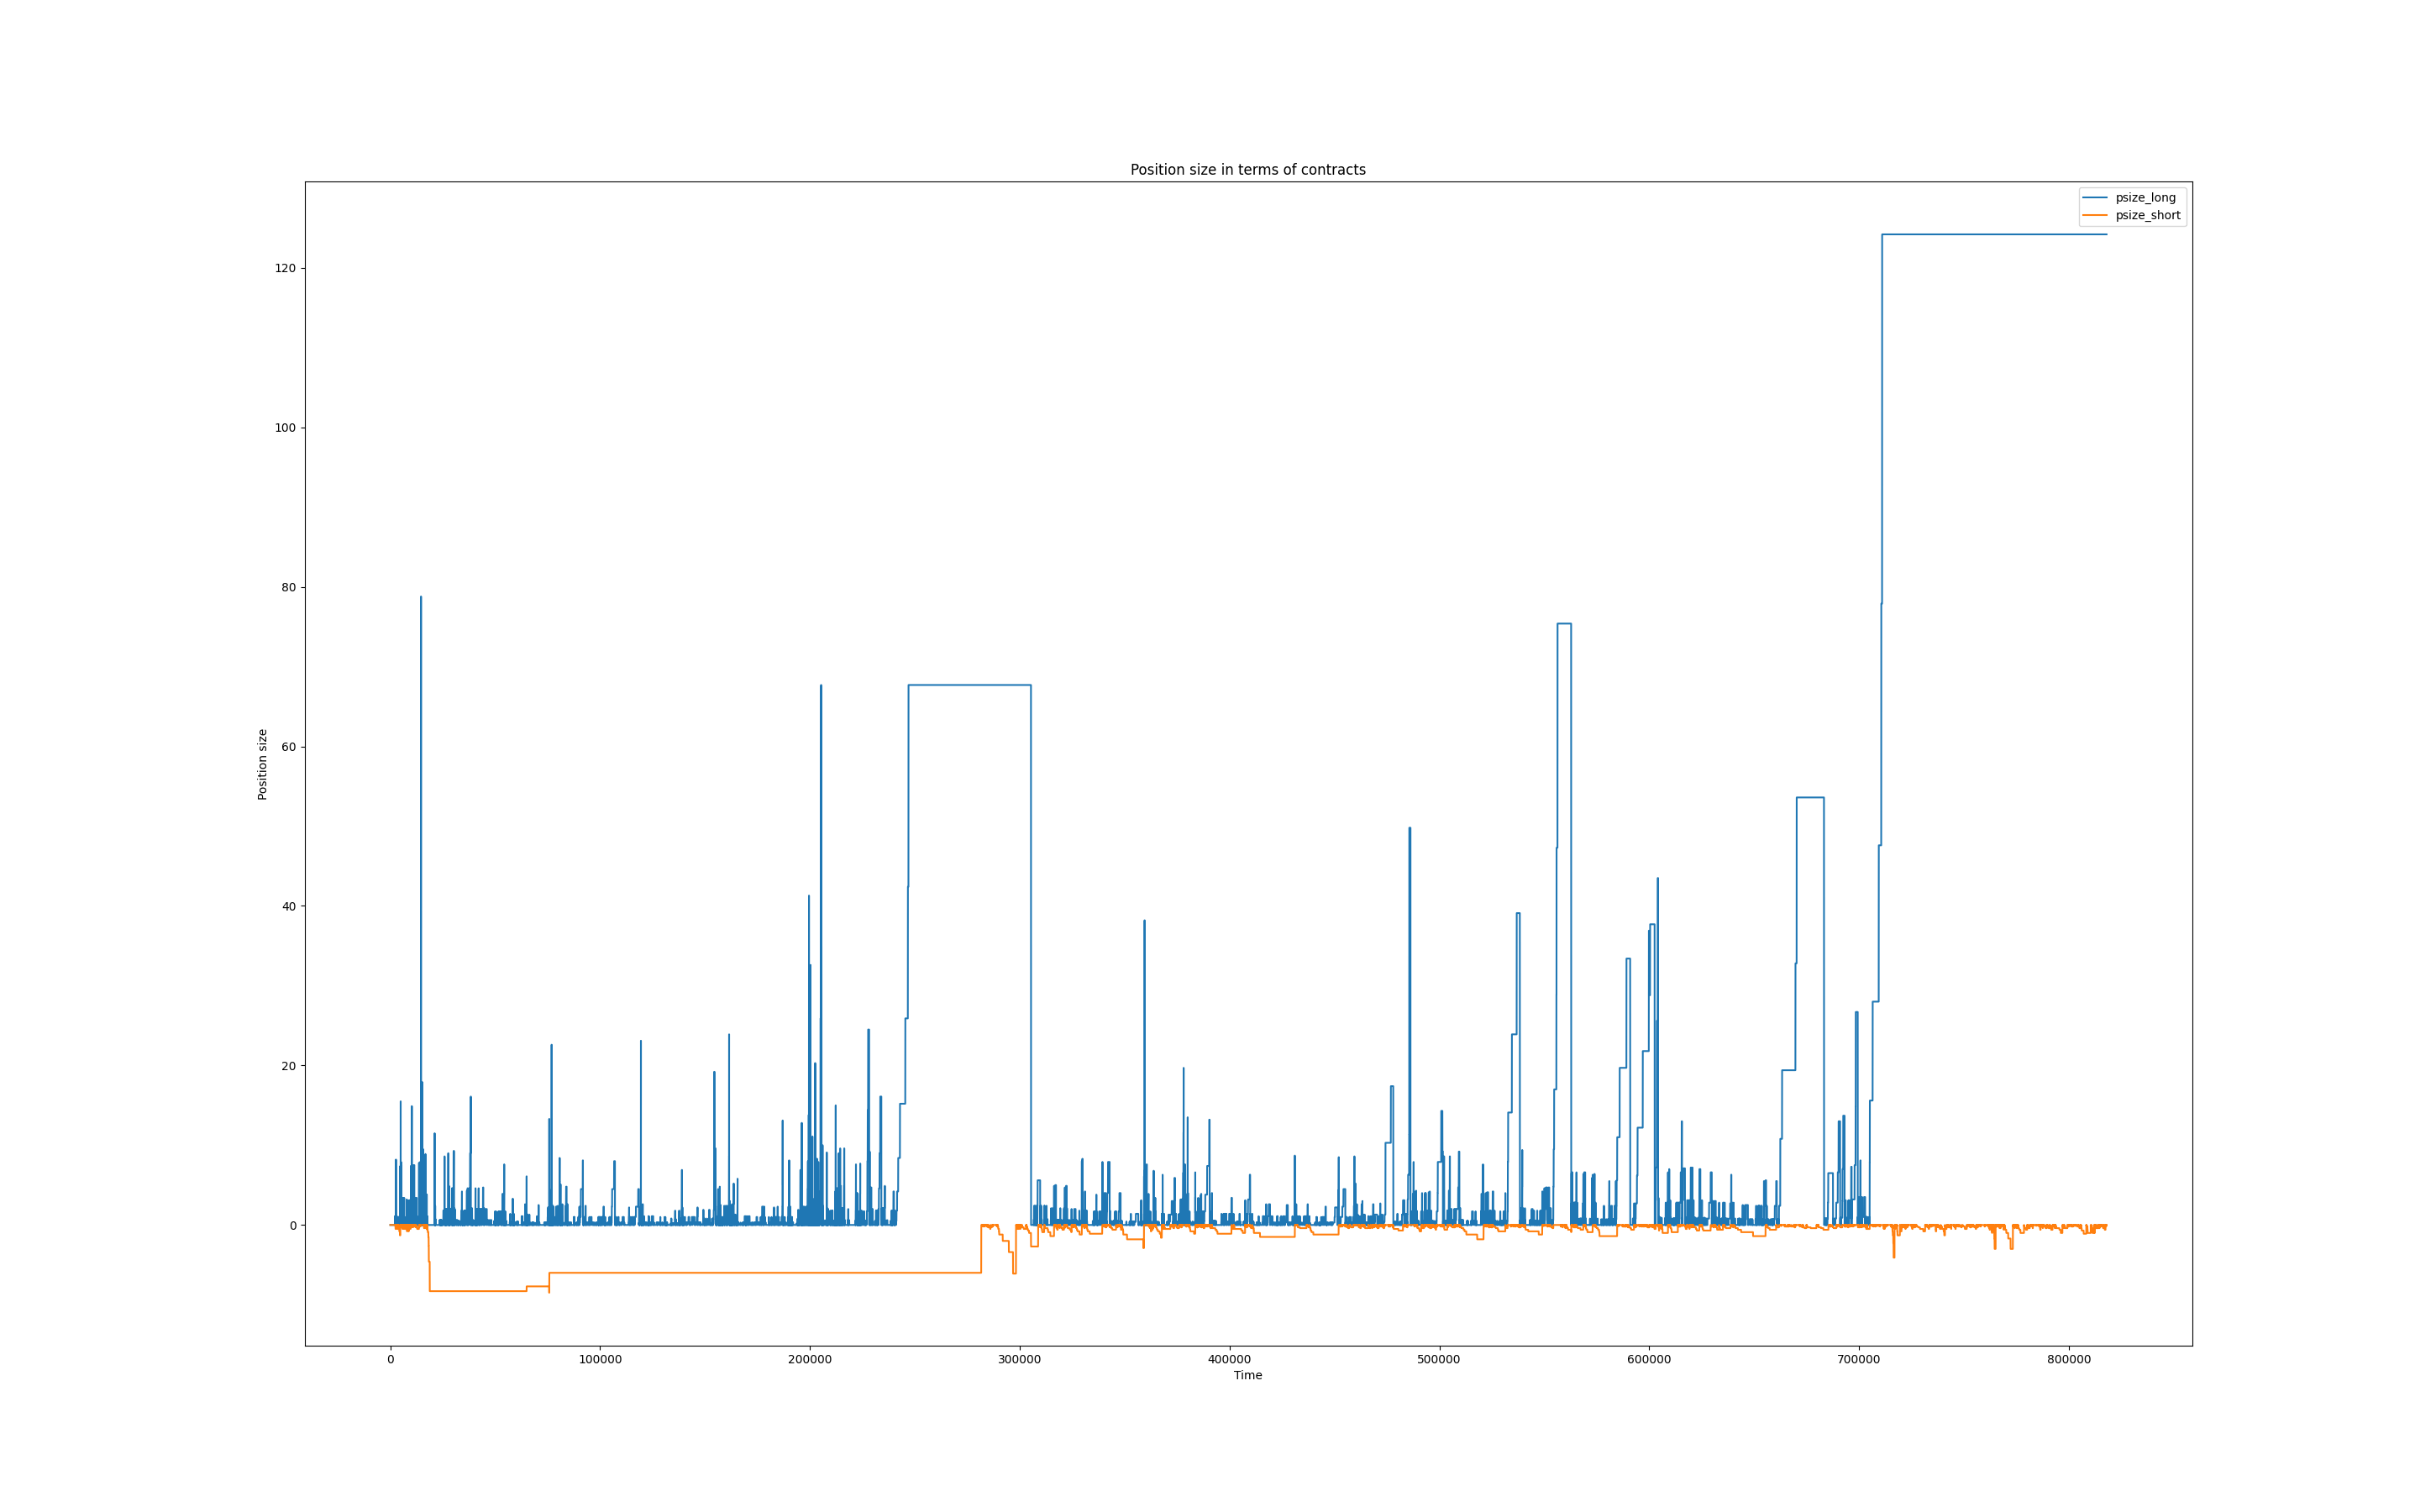 Position size in terms of contracts
psize_long
psize_short
120
100
80
60
40
20
0
Position size
0 100000 200000 300000 400000 500000 600000 700000 800000
Time